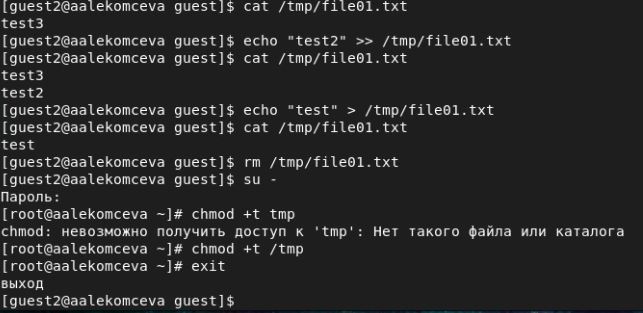 [guest2@aalekomceva guest]$ cat /tmp/file01.txt
test3
[guest2@aalekomceva guest]$ echo "test2" >> /tmp/file01.txt
[guest2@aalekomceva guest]$ cat /tmp/file01.txt
test3
test2
[guest2@aalekomceva guest]$ echo "test" > /tmp/file01.txt
[guest2@aalekomceva guest]$ cat /tmp/file01.txt
test
[guest2@aalekomceva guest]$ rm /tmp/file01.txt
[guest2@aalekomceva guest]$ su -
Пароль:
[root@aalekomceva ~]# chmod +t tmp
chmod: невозможно получить доступ к 'tmp': Нет такого файла или каталога
[root@aalekomceva ~]# chmod +t /tmp
[root@aalekomceva ~]# exit
выход
[guest2@aalekomceva guest]$